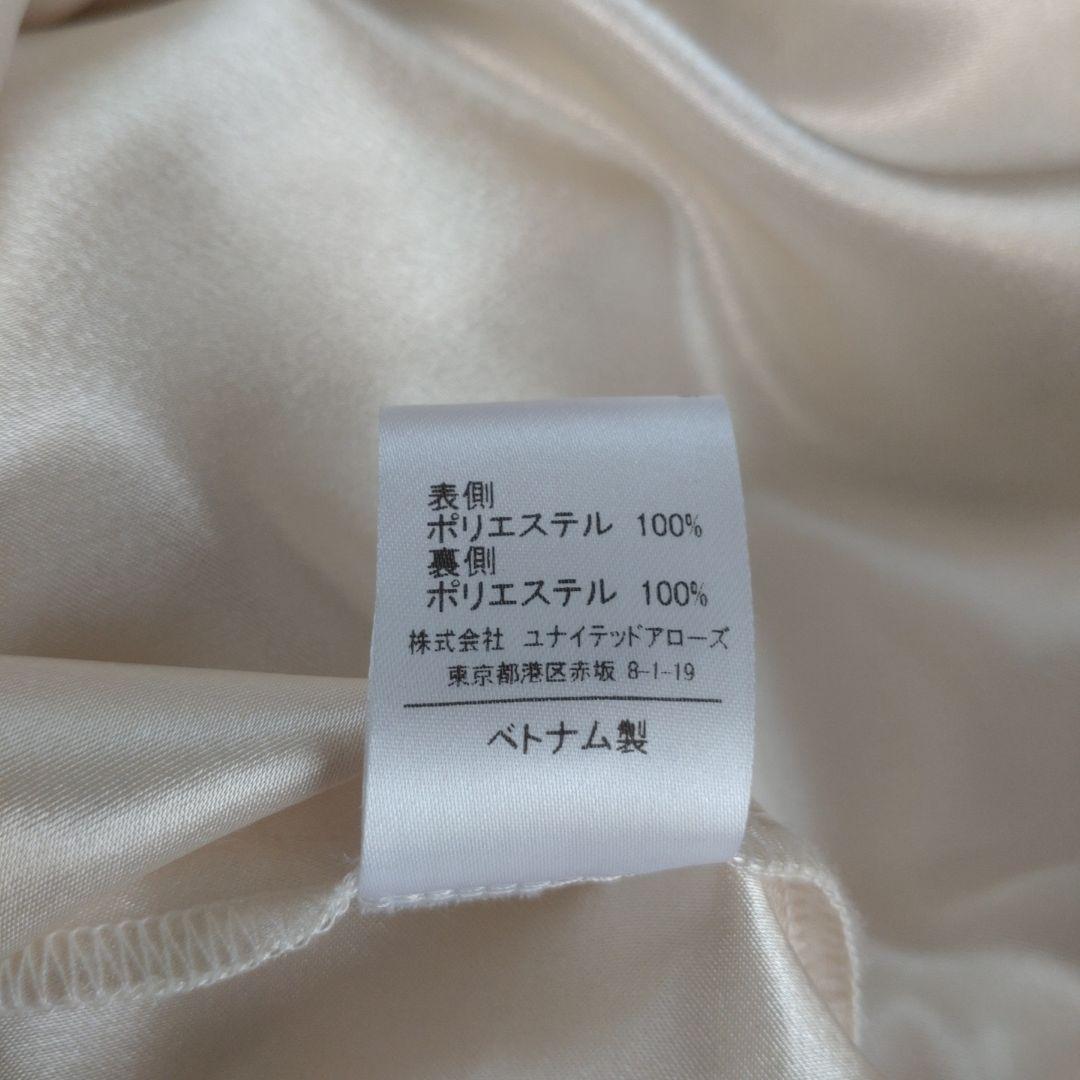 表側
ポリエステル 100%
裏側
ポリエステル 100%
株式会社 ユナイテッドアローズ
東京都港区赤坂 8-1-19
ベトナム製